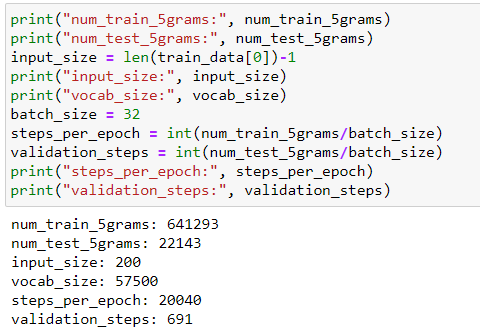 print("num_train_5grams:", num_train_5grams)
print("num_test_5grams:", num_test_5grams)
input_size = len(train_data[0])-1
print("input_size:", input_size)
print("vocab_size:", vocab_size)
batch_size = 32
steps_per_epoch = int(num_train_5grams/batch_size)
validation_steps = int(num_test_5grams/batch_size)
print("steps_per_epoch:", steps_per_epoch)
print("validation_steps:", validation_steps)
num_train_5grams: 641293
num_test_5grams: 22143
input_size: 200
vocab_size: 57500
steps_per_epoch: 20040
validation_steps: 691